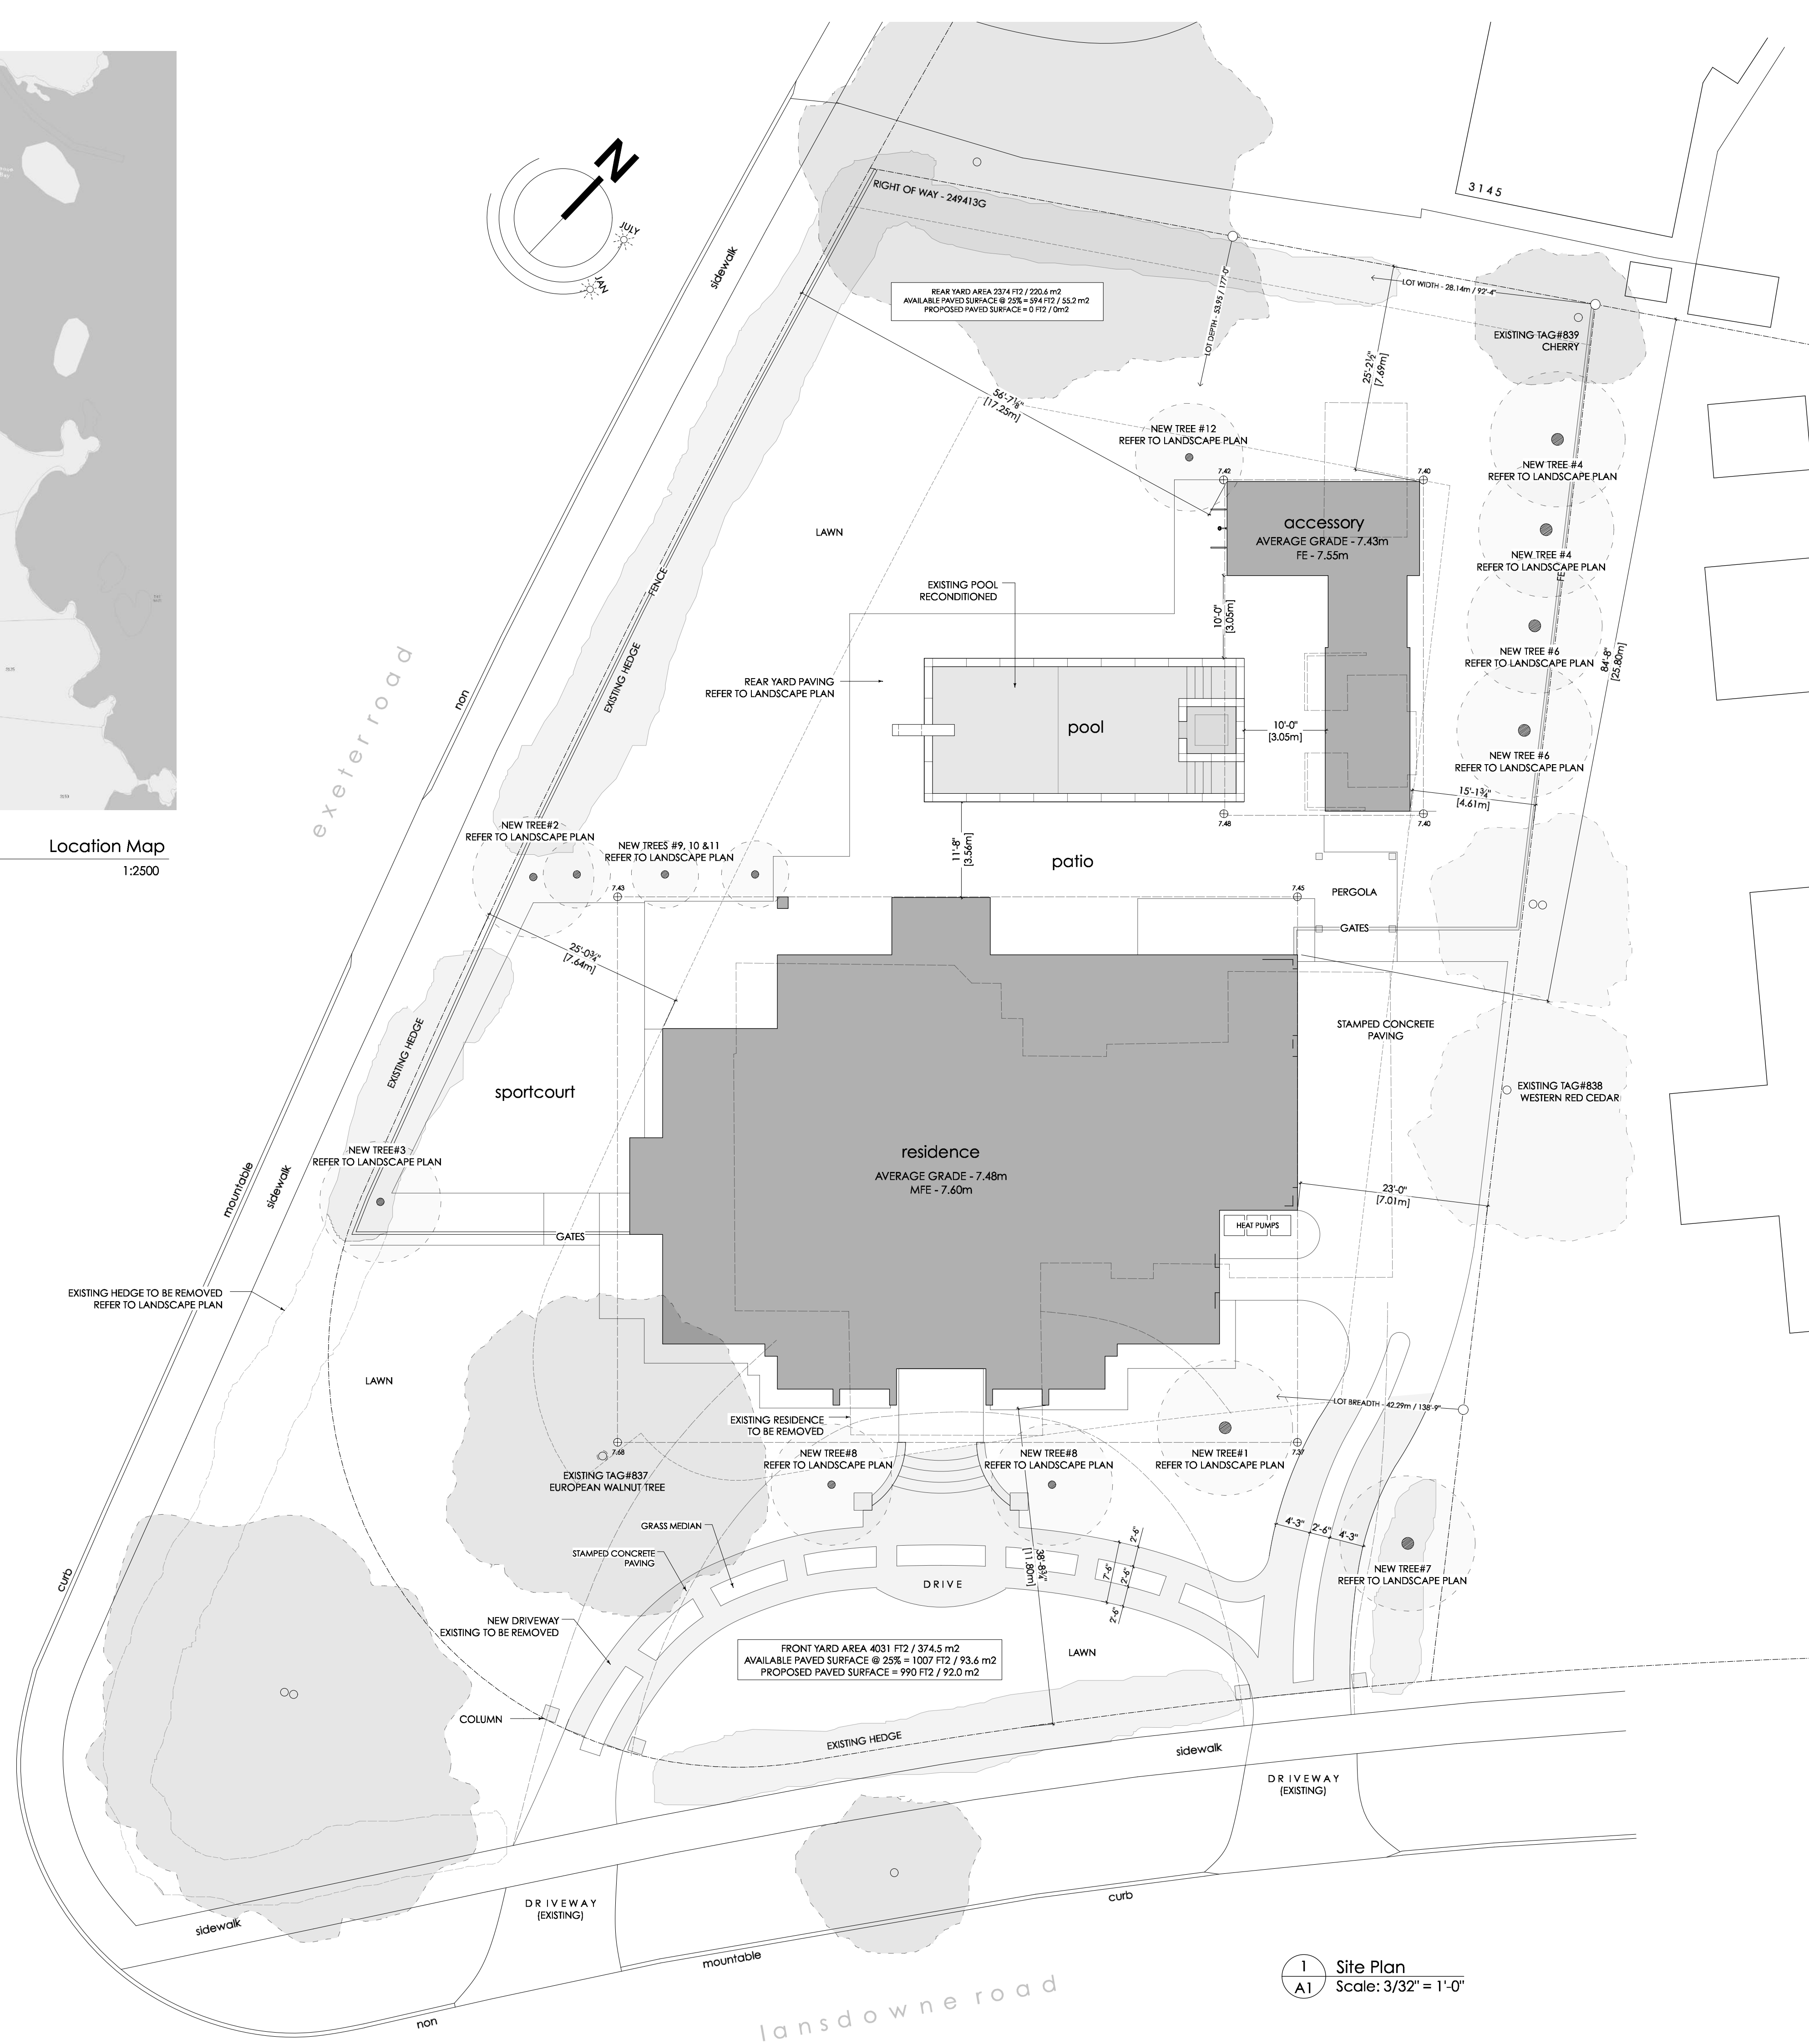 N
JULY
JAN
Location Map
1:2500
exeter road
sidewalk
non
mountable
sidewalk
curb
RIGHT OF WAY - 249413G
3145
REAR YARD AREA 2374 FT2 / 220.6 m2
AVAILABLE PAVED SURFACE @ 25% = 594 FT2 / 55.2 m2
PROPOSED PAVED SURFACE = 0 FT2 / 0m2
LOT DEPTH - 53.95 / 177'-0"
LOT WIDTH - 28.14m / 92'-4"
EXISTING TAG#839
CHERRY
25'-2½"
[7.69m]
56'-7⅛"
[17.25m]
NEW TREE #12
REFER TO LANDSCAPE PLAN
NEW TREE #4
REFER TO LANDSCAPE PLAN
7.42
7.40
accessory
AVERAGE GRADE - 7.43m
FE - 7.55m
LAWN
NEW TREE #4
REFER TO LANDSCAPE PLAN
FE
FENCE
EXISTING POOL
RECONDITIONED
10'-0"
[3.05m]
EXISTING HEDGE
NEW TREE #6
REFER TO LANDSCAPE PLAN
84'-8"
[25.80m]
REAR YARD PAVING
REFER TO LANDSCAPE PLAN
pool
10'-0"
[3.05m]
NEW TREE #6
REFER TO LANDSCAPE PLAN
15'-1¾"
[4.61m]
7.48
7.40
NEW TREE#2
REFER TO LANDSCAPE PLAN
NEW TREES #9, 10 &11
REFER TO LANDSCAPE PLAN
11'-8"
[3.56m]
patio
7.43
7.45
PERGOLA
GATES
25'-0¾"
[7.64m]
STAMPED CONCRETE
PAVING
EXISTING HEDGE
sportcourt
EXISTING TAG#838
WESTERN RED CEDAR
NEW TREE#3
REFER TO LANDSCAPE PLAN
residence
AVERAGE GRADE - 7.48m
MFE - 7.60m
23'-0"
[7.01m]
HEAT PUMPS
GATES
EXISTING HEDGE TO BE REMOVED
REFER TO LANDSCAPE PLAN
LAWN
LOT BREADTH - 42.29m / 138'-9"
EXISTING RESIDENCE
TO BE REMOVED
7.68
7.37
EXISTING TAG#837
EUROPEAN WALNUT TREE
NEW TREE#8
REFER TO LANDSCAPE PLAN
NEW TREE#8
REFER TO LANDSCAPE PLAN
NEW TREE#1
REFER TO LANDSCAPE PLAN
GRASS MEDIAN
STAMPED CONCRETE
PAVING
DRIVE
38'-8¾"
[11.80m]
2'-6"
7'-6"
2'-6"
2'-6"
4'-3"
2'-6"
4'-3"
NEW TREE#7
REFER TO LANDSCAPE PLAN
NEW DRIVEWAY
EXISTING TO BE REMOVED
FRONT YARD AREA 4031 FT2 / 374.5 m2
AVAILABLE PAVED SURFACE @ 25% = 1007 FT2 / 93.6 m2
PROPOSED PAVED SURFACE = 990 FT2 / 92.0 m2
LAWN
COLUMN
EXISTING HEDGE
sidewalk
DRIVEWAY
(EXISTING)
DRIVEWAY
(EXISTING)
sidewalk
curb
mountable
non
lansdowne road
1
A1
Site Plan
Scale: 3/32" = 1'-0"